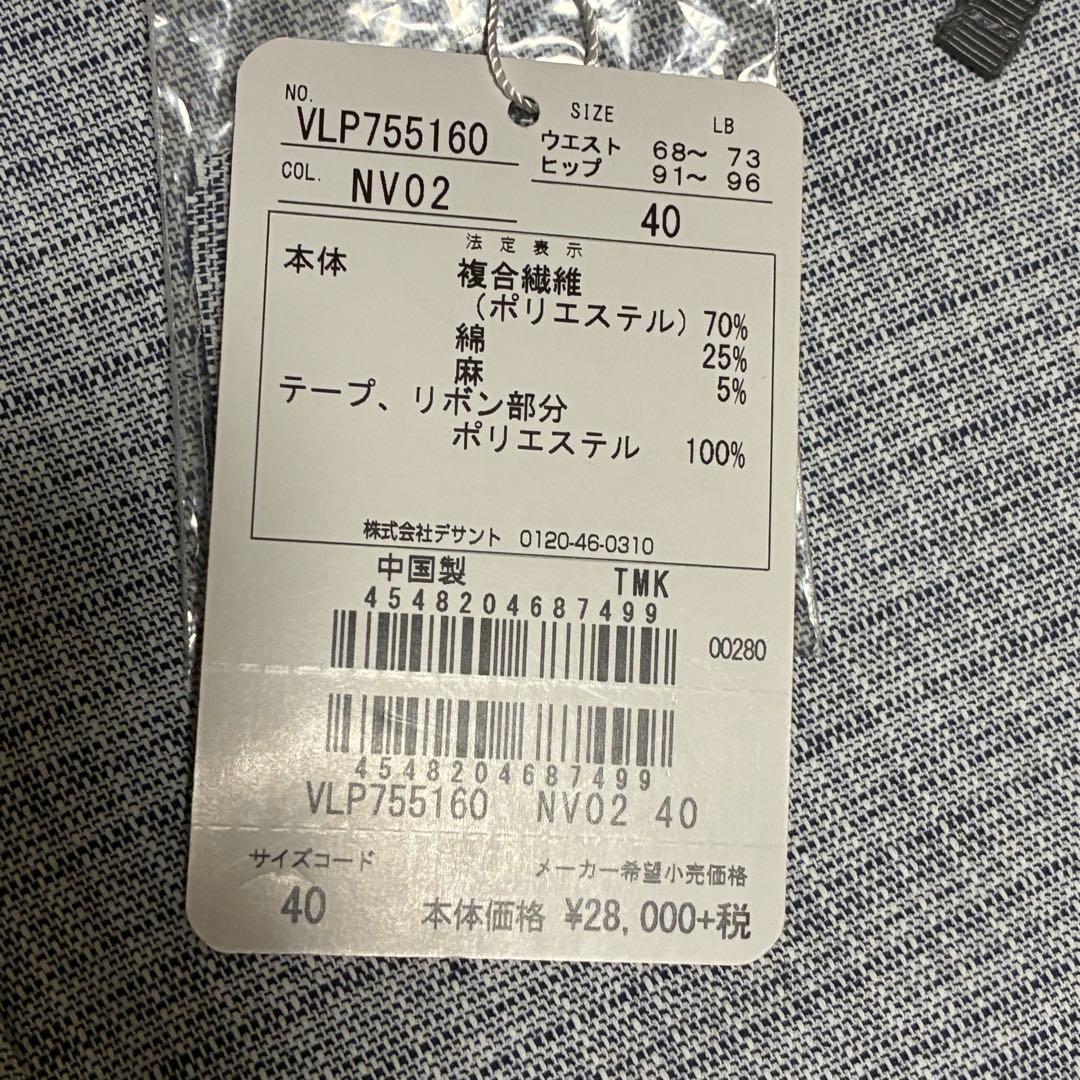 NO. VLP755160
COL. NV02
SIZE LB
ウエスト 68～ 73
ヒップ 91～ 96
40
法定表示
本体 複合繊維
（ポリエステル）70%
綿 25%
麻 5%
テープ、リボン部分
ポリエステル 100%
株式会社デサント 0120-46-0310
中国製 TMK
4548204687499
00280
4548204687499
VLP755160 NV02 40
サイズコード メーカー希望小売価格
40 本体価格 ¥28,000+税